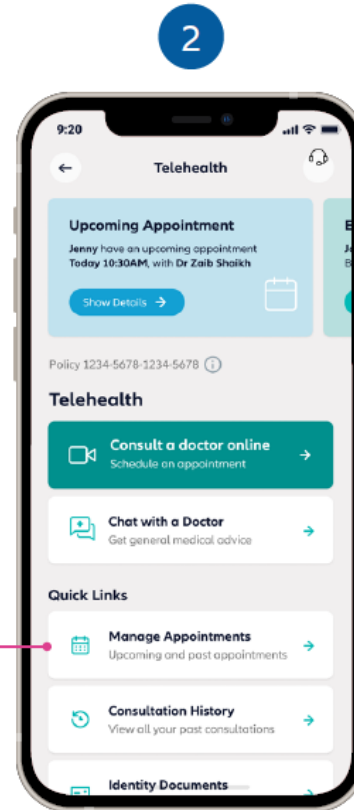 2
9:20
Telehealth
Upcoming Appointment
Jenny have an upcoming appointment
Today 10:30AM, with Dr Zaib Shaikh
Show Details
Policy 1234-5678-1234-5678
Telehealth
Consult a doctor online
Schedule an appointment
Chat with a Doctor
Get general medical advice
Quick Links
Manage Appointments
Upcoming and past appointments
Consultation History
View all your past consultations
Identity Documents